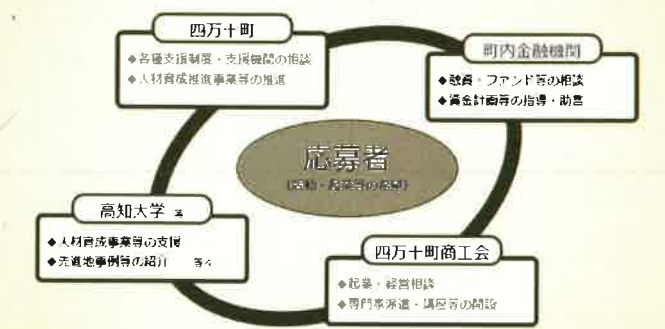 四万十町
◆各種支援制度・支援機関の相談
◆人材育成推進事業等の推進
町内金融機関
◆融資・ファンド等の相談
◆資金計画等の指導・助言
応募者
高知大学 等
◆人材育成事業等の支援
◆先進地事例等の紹介 等々
四万十町商工会
◆起業・経営相談
◆専門家派遣・講座等の開設